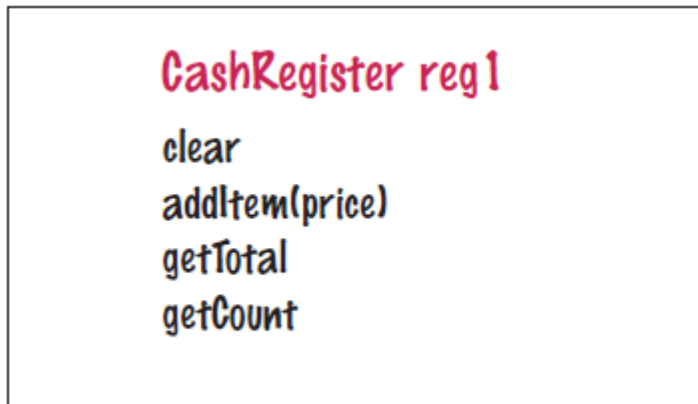 CashRegister reg1
clear
addItem(price)
getTotal
getCount